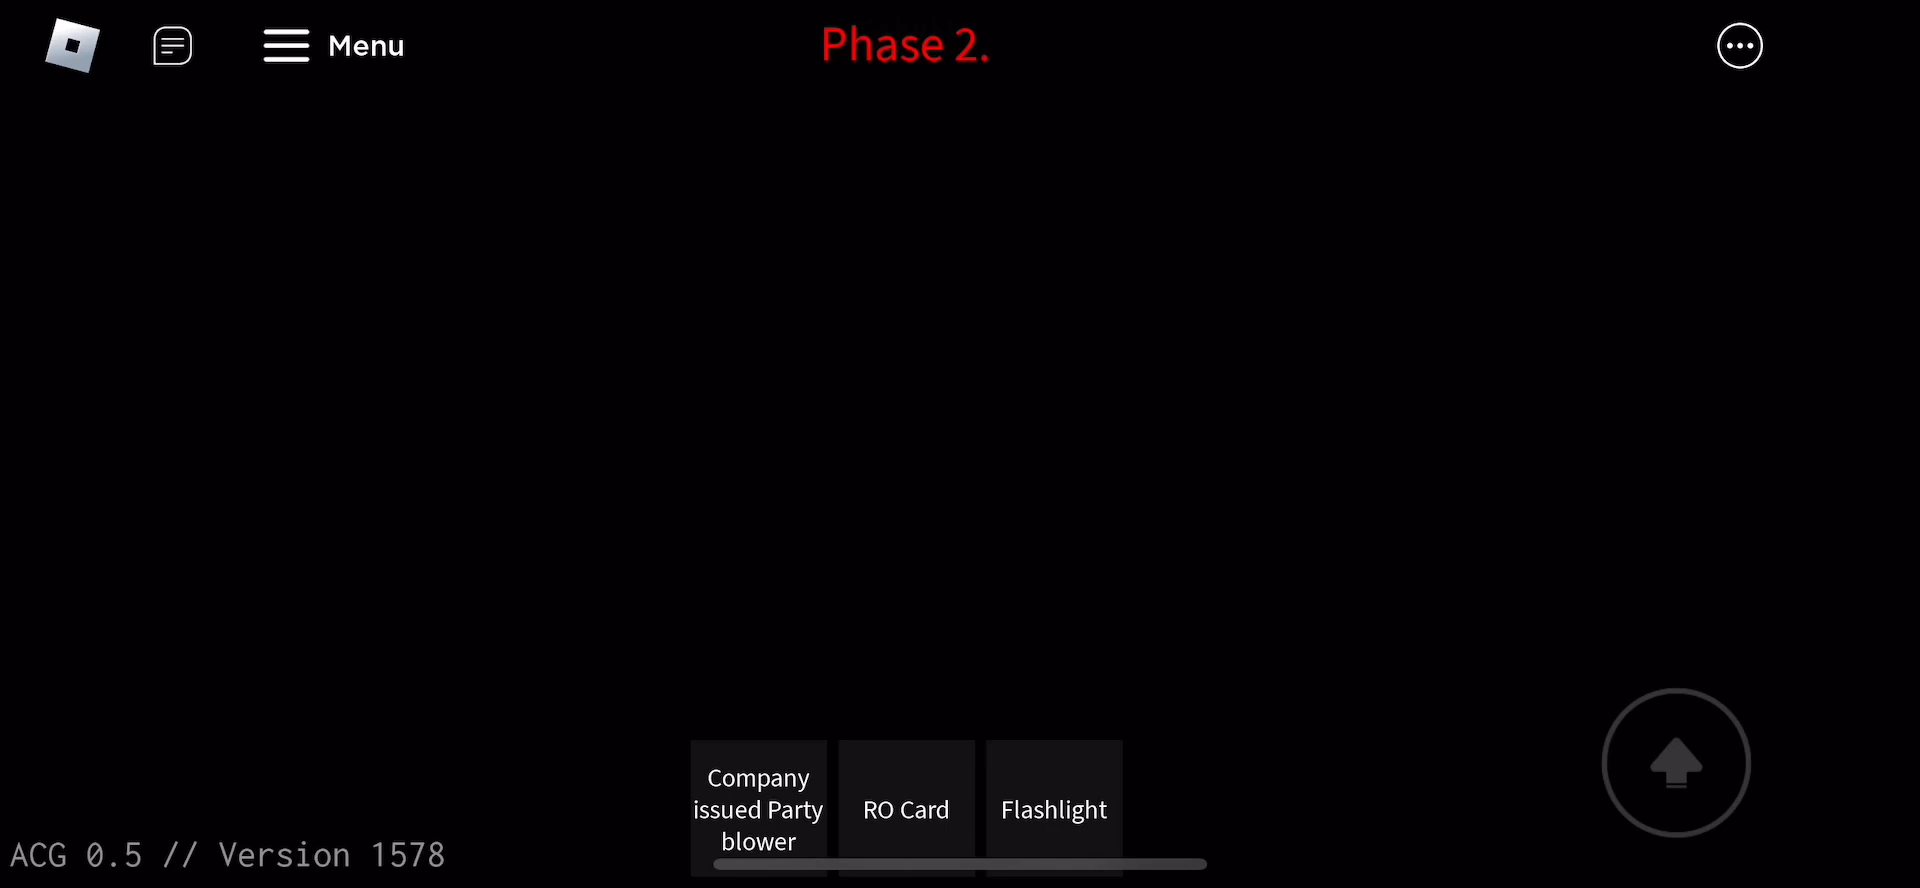 Menu
Phase 2.
Company
issued Party
blower
RO Card
Flashlight
ACG 0.5 // Version 1578